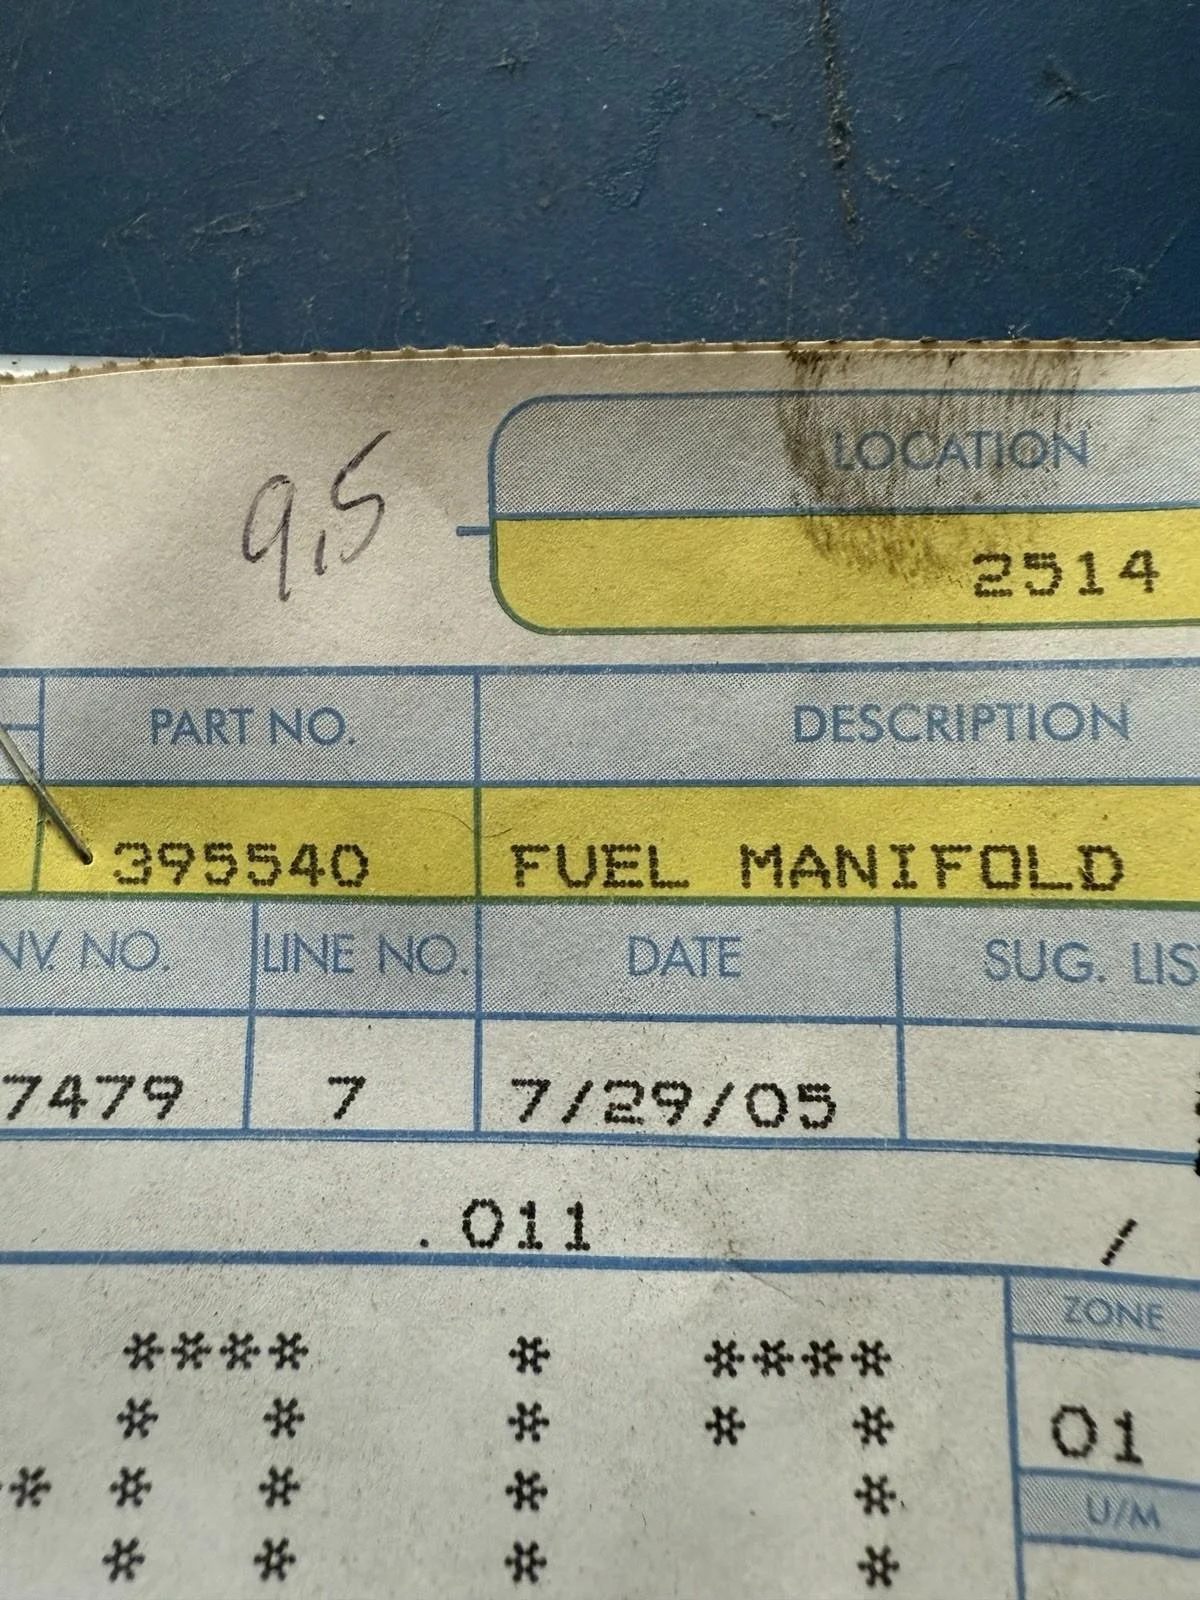 9,5
LOCATION
2514
PART NO. DESCRIPTION
395540 FUEL MANIFOLD
NV. NO. LINE NO. DATE SUG. LIS
7479 7 7/29/05
.011 /
**** * ****
* * * * *
** * * * *
* * * *
ZONE
01
U/M